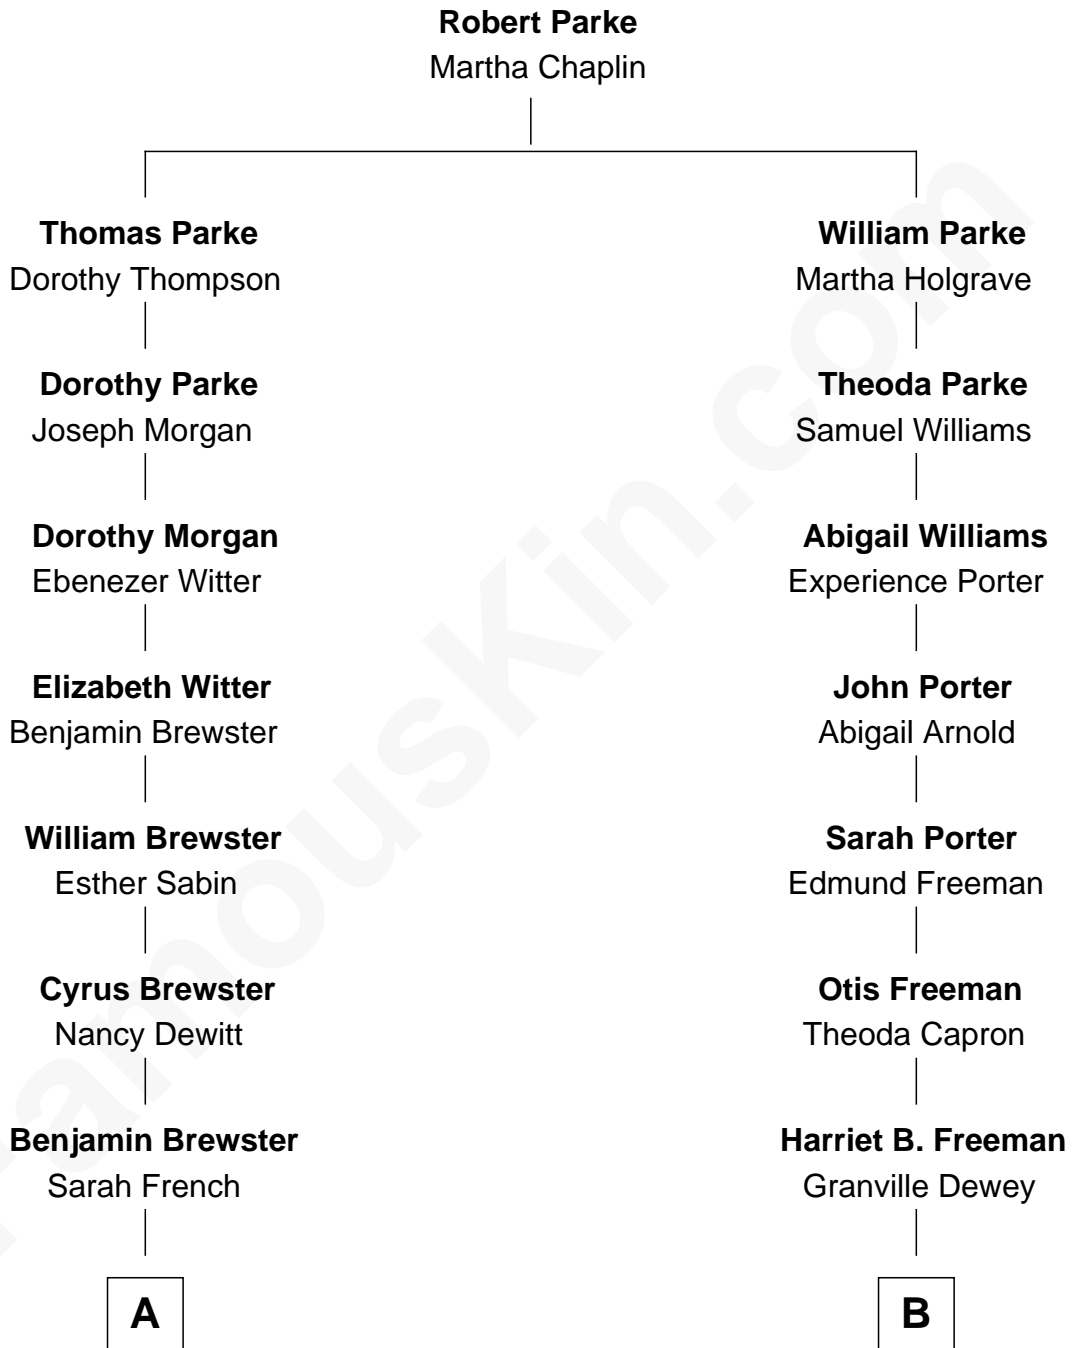 Robert Parke
Martha Chaplin
Thomas Parke
Dorothy Thompson
William Parke
Martha Holgrave
Dorothy Parke
Joseph Morgan
Theoda Parke
Samuel Williams
Dorothy Morgan
Ebenezer Witter
Abigail Williams
Experience Porter
Elizabeth Witter
Benjamin Brewster
John Porter
Abigail Arnold
William Brewster
Esther Sabin
Sarah Porter
Edmund Freeman
Cyrus Brewster
Nancy Dewitt
Otis Freeman
Theoda Capron
Benjamin Brewster
Sarah French
Harriet B. Freeman
Granville Dewey
A
B
FamousKin.com